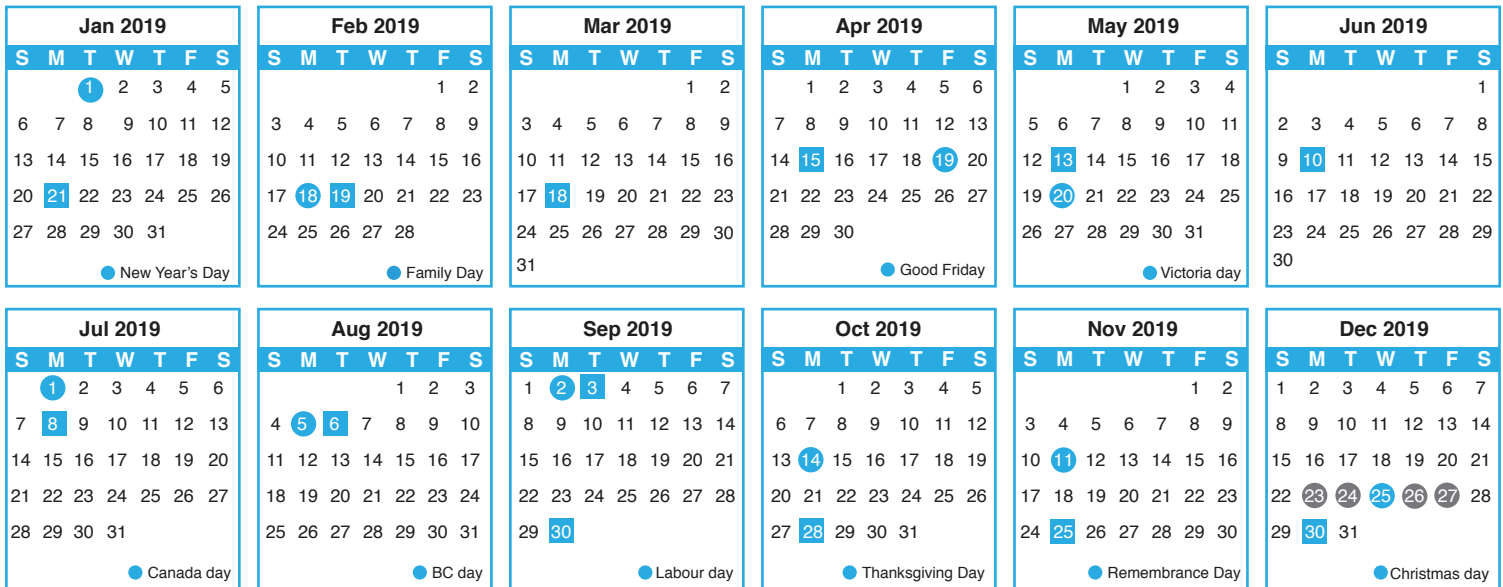 Jan 2019
S M T W T F S
1 2 3 4 5
6 7 8 9 10 11 12
13 14 15 16 17 18 19
20 21 22 23 24 25 26
27 28 29 30 31
New Year's Day
Feb 2019
S M T W T F S
1 2
3 4 5 6 7 8 9
10 11 12 13 14 15 16
17 18 19 20 21 22 23
24 25 26 27 28
Family Day
Mar 2019
S M T W T F S
1 2
3 4 5 6 7 8 9
10 11 12 13 14 15 16
17 18 19 20 21 22 23
24 25 26 27 28 29 30
31
Apr 2019
S M T W T F S
1 2 3 4 5 6
7 8 9 10 11 12 13
14 15 16 17 18 19 20
21 22 23 24 25 26 27
28 29 30
Good Friday
May 2019
S M T W T F S
1 2 3 4
5 6 7 8 9 10 11
12 13 14 15 16 17 18
19 20 21 22 23 24 25
26 27 28 29 30 31
Victoria day
Jun 2019
S M T W T F S
1
2 3 4 5 6 7 8
9 10 11 12 13 14 15
16 17 18 19 20 21 22
23 24 25 26 27 28 29
30
Jul 2019
S M T W T F S
1 2 3 4 5 6
7 8 9 10 11 12 13
14 15 16 17 18 19 20
21 22 23 24 25 26 27
28 29 30 31
Canada day
Aug 2019
S M T W T F S
1 2 3
4 5 6 7 8 9 10
11 12 13 14 15 16 17
18 19 20 21 22 23 24
25 26 27 28 29 30 31
BC day
Sep 2019
S M T W T F S
1 2 3 4 5 6 7
8 9 10 11 12 13 14
15 16 17 18 19 20 21
22 23 24 25 26 27 28
29 30
Labour day
Oct 2019
S M T W T F S
1 2 3 4 5
6 7 8 9 10 11 12
13 14 15 16 17 18 19
20 21 22 23 24 25 26
27 28 29 30 31
Thanksgiving Day
Nov 2019
S M T W T F S
1 2
3 4 5 6 7 8 9
10 11 12 13 14 15 16
17 18 19 20 21 22 23
24 25 26 27 28 29 30
Remembrance Day
Dec 2019
S M T W T F S
1 2 3 4 5 6 7
8 9 10 11 12 13 14
15 16 17 18 19 20 21
22 23 24 25 26 27 28
29 30 31
Christmas day